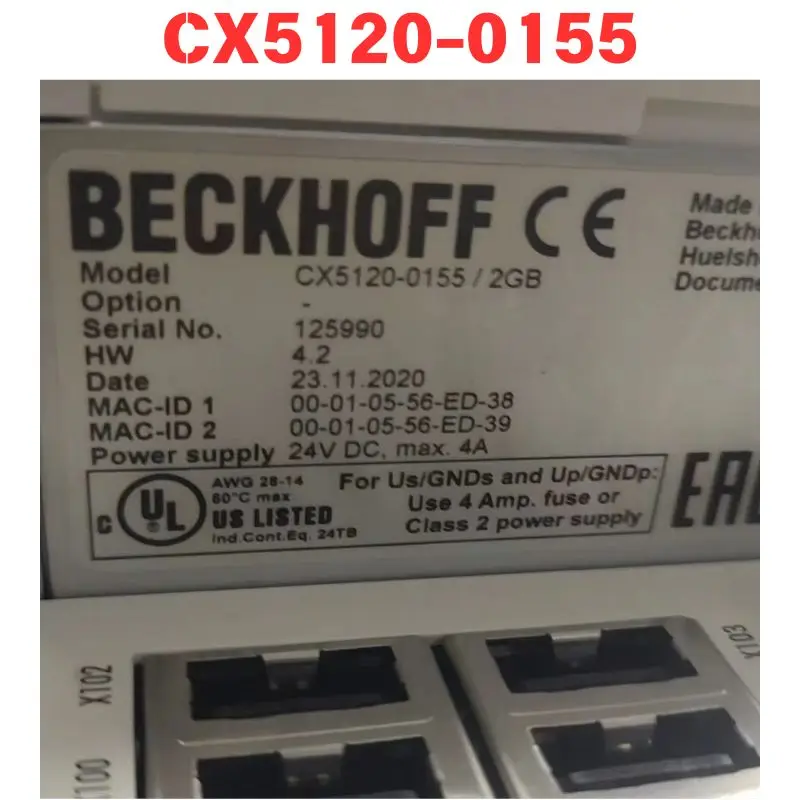 CX5120-0155
BECKHOFF CE
Made
Beckh
Huelsh
Docume
Model CX5120-0155 / 2GB
Option -
Serial No. 125990
HW 4.2
Date 23.11.2020
MAC-ID 1 00-01-05-56-ED-38
MAC-ID 2 00-01-05-56-ED-39
Power supply 24V DC, max. 4A
C UL ®
AWG 28-14
60°C max
US LISTED
Ind.Cont.Eq. 24TB
For Us/GNDs and Up/GNDp:
Use 4 Amp. fuse or
Class 2 power supply
EAC
X102
X103
X100